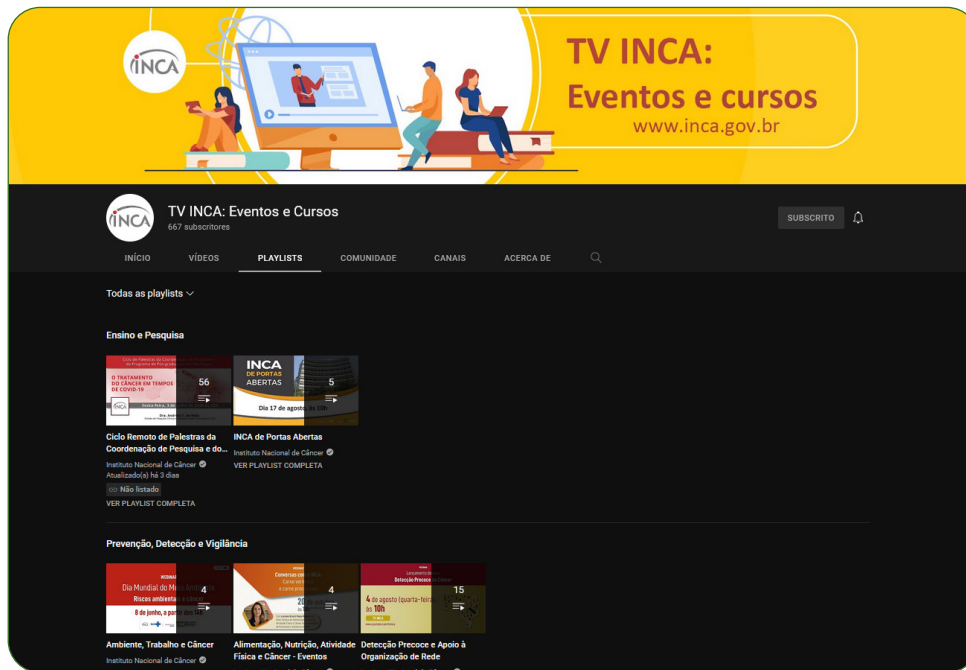 INCA
TV INCA:
Eventos e cursos
www.inca.gov.br
INCA
TV INCA: Eventos e Cursos
667 subscritores
SUBSCRITO
INÍCIO VÍDEOS PLAYLISTS COMUNIDADE CANAIS ACERCA DE
Todas as playlists
Ensino e Pesquisa
O TRATAMENTO
DO CÂNCER EM TEMPOS
DE COVID-19
INCA
56
INCA
DE PORTAS
ABERTAS
Dia 17 de agosto, às 10h
5
Ciclo Remoto de Palestras da
Coordenação de Pesquisa e do...
Instituto Nacional de Câncer
Atualizado(s) há 3 dias
Não listado
VER PLAYLIST COMPLETA
INCA de Portas Abertas
Instituto Nacional de Câncer
VER PLAYLIST COMPLETA
Prevenção, Detecção e Vigilância
Dia Mundial do Meio Ambiente
Riscos ambientais
8 de junho, a partir das
4
Conversas com
4
Detecção Precoce
4 de agosto (quarta-feira)
às 10h
15
Ambiente, Trabalho e Câncer
Instituto Nacional de Câncer
Alimentação, Nutrição, Atividade
Física e Câncer - Eventos
Detecção Precoce e Apoio à
Organização de Rede